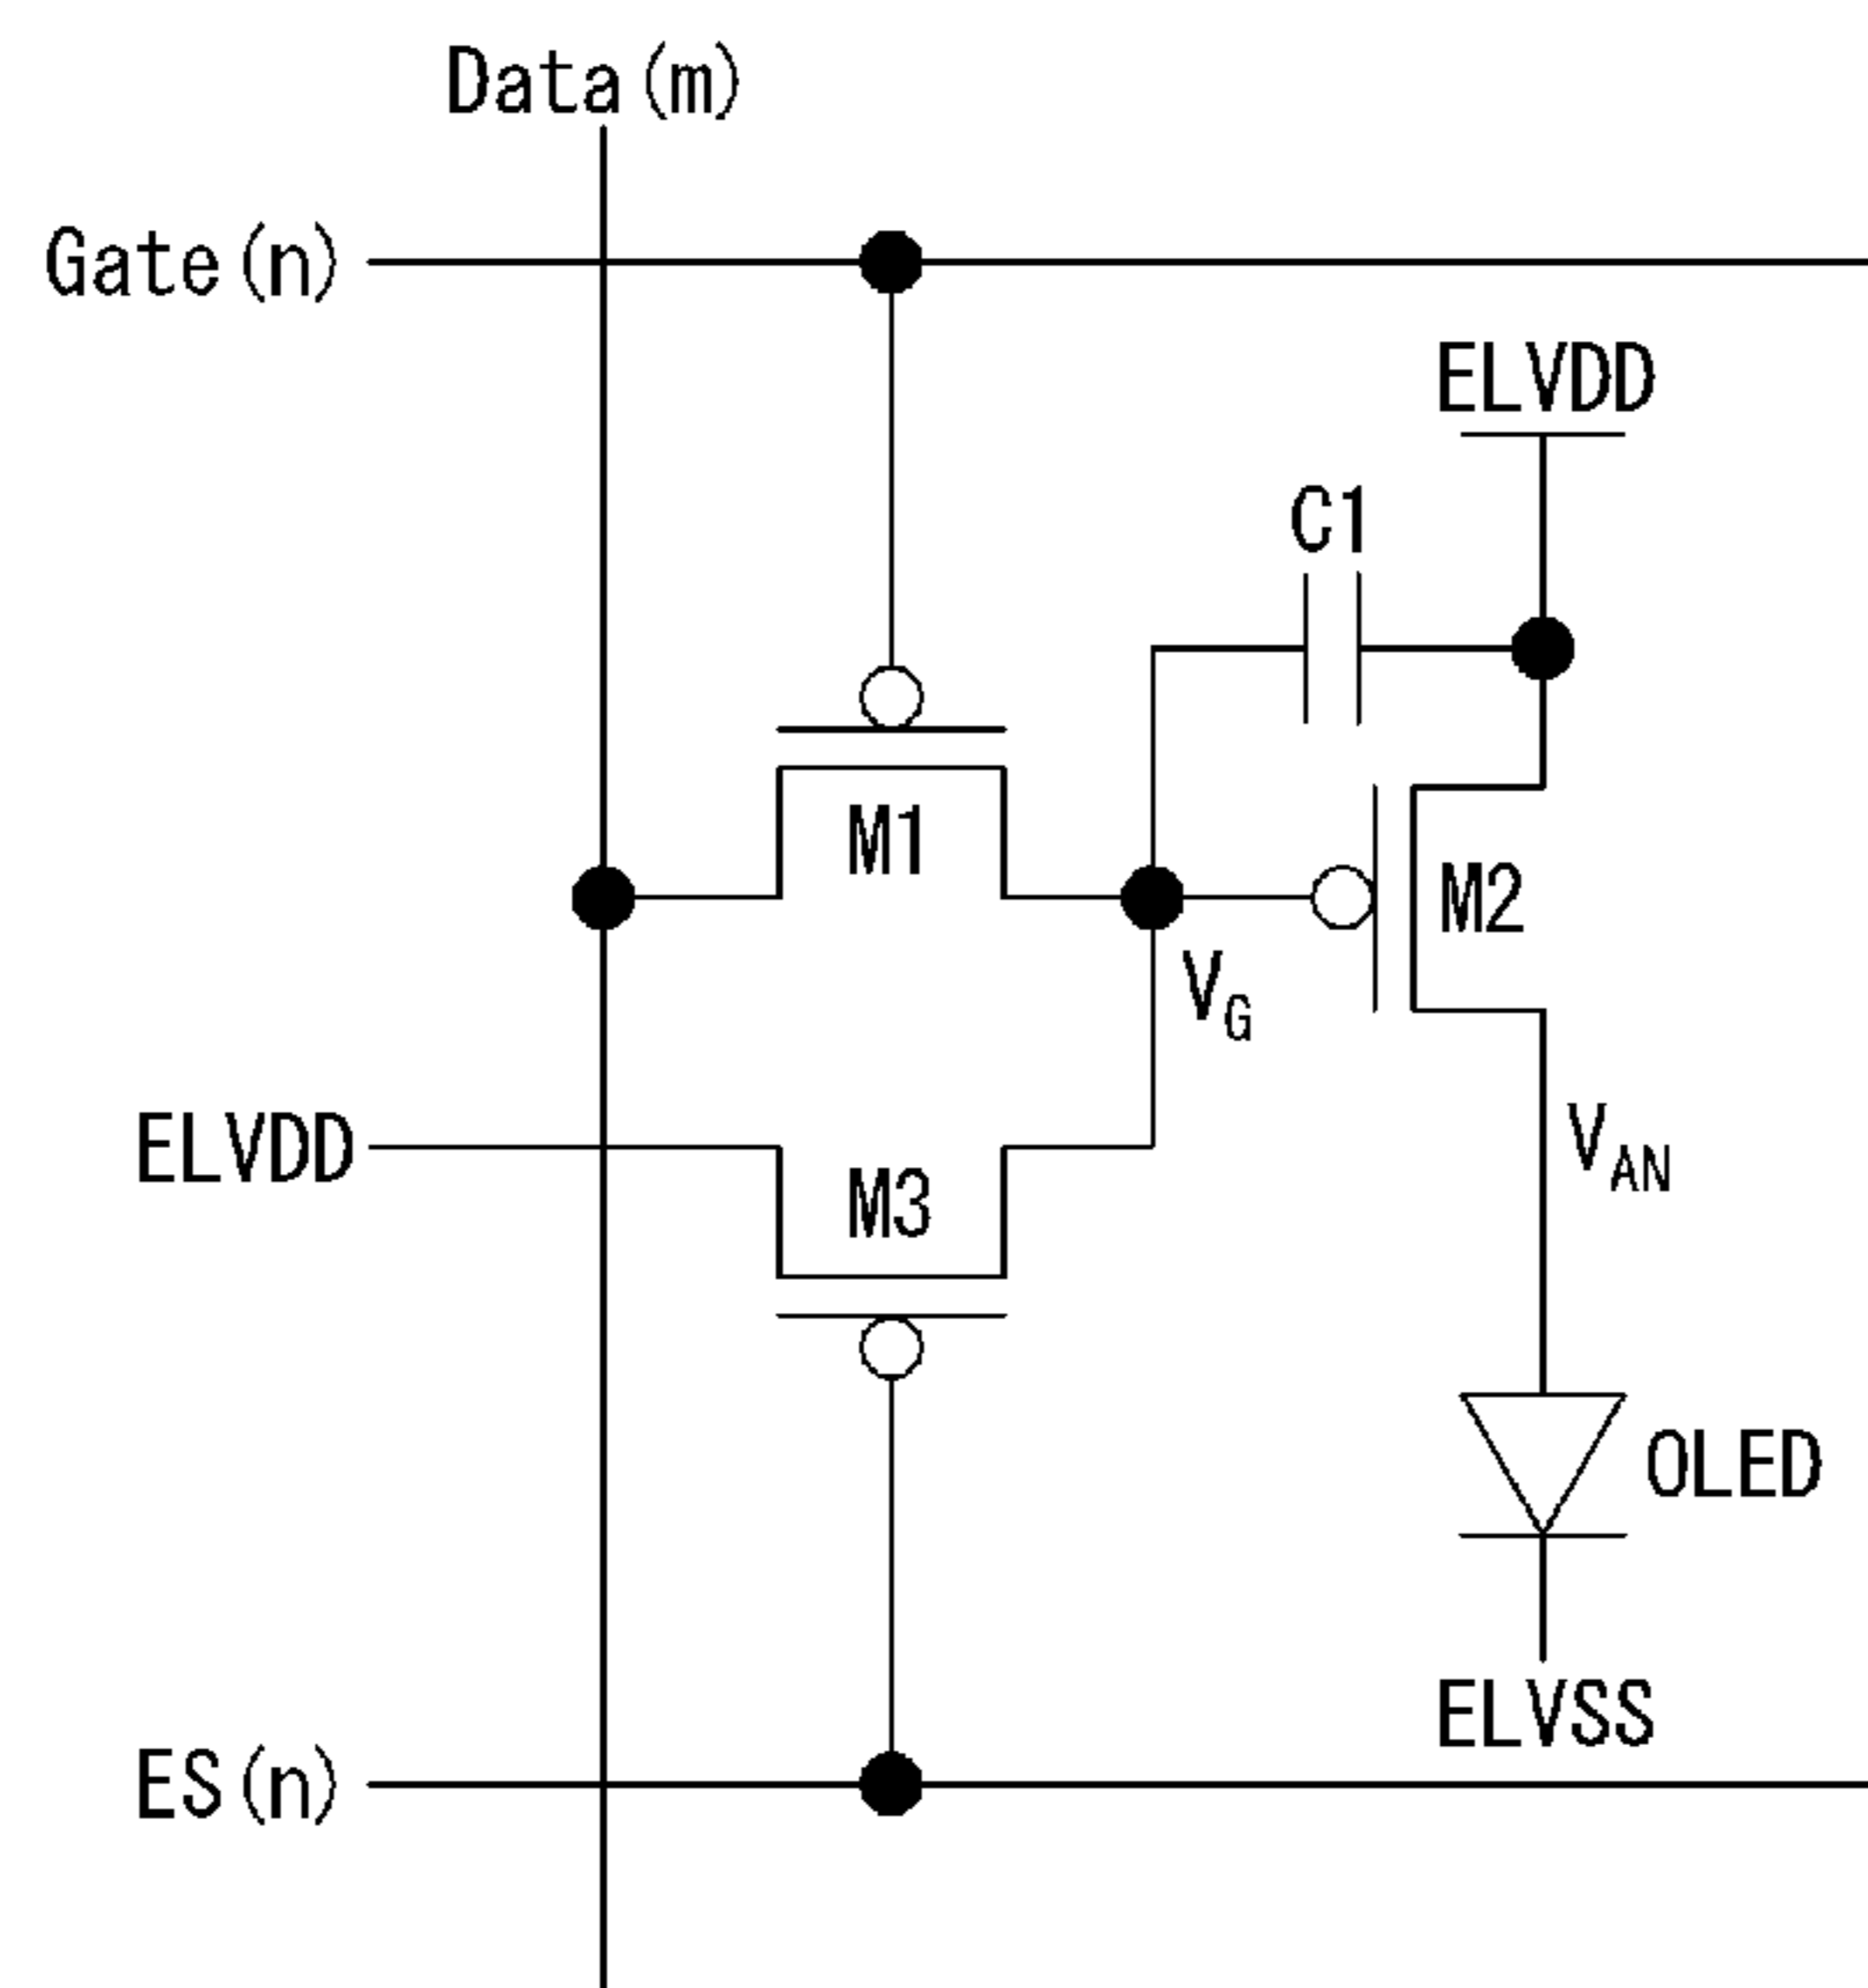 Data(m)
Gate(n)
ELVDD
C1
M1
M2
VG
ELVDD
VAN
M3
OLED
ELVSS
ES(n)